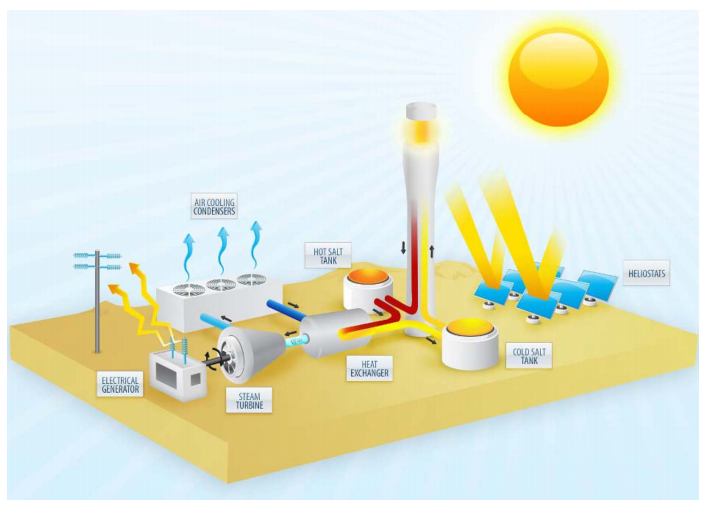 AIR COOLING
CONDENSERS
HOT SALT
TANK
HELIOSTATS
COLD SALT
TANK
HEAT
EXCHANGER
ELECTRICAL
GENERATOR
STEAM
TURBINE